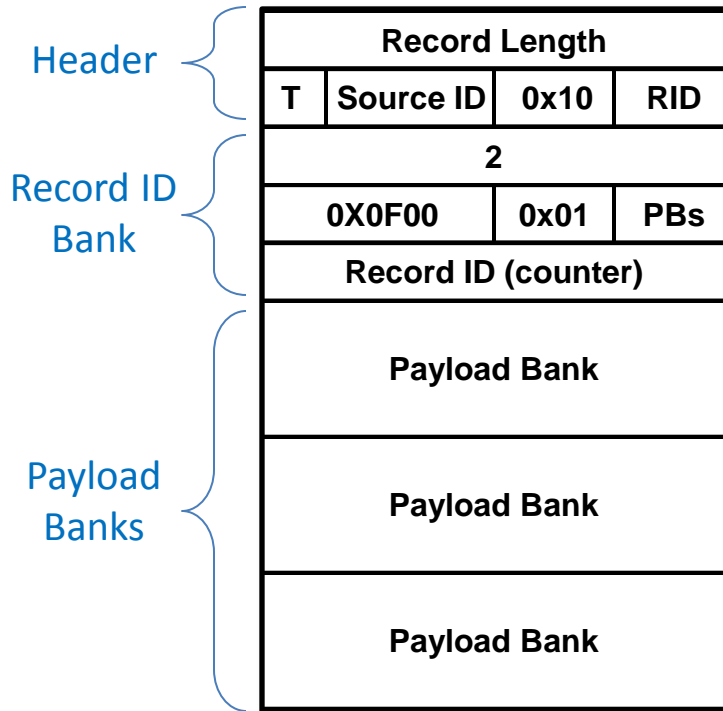 Header
Record Length
T Source ID 0x10 RID
Record ID
Bank
2
0X0F00 0x01 PBs
Record ID (counter)
Payload
Banks
Payload Bank
Payload Bank
Payload Bank